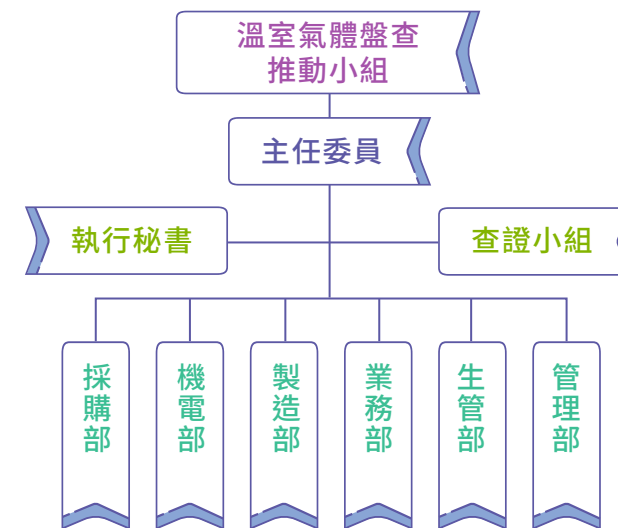 溫室氣體盤查
推動小組
主任委員
執行秘書
查證小組
採購部
機電部
製造部
業務部
生管部
管理部